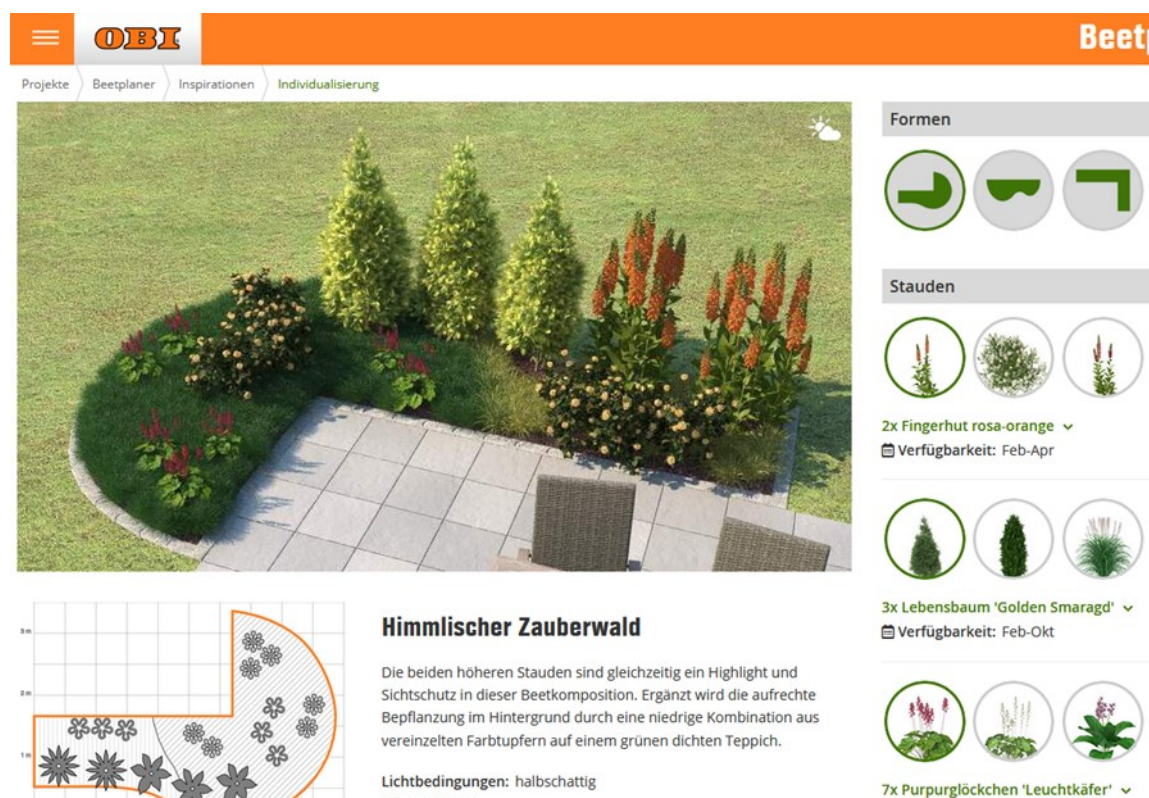 OBI
Projekte Beetplaner Inspirationen Individualisierung
Formen
Stauden
2x Fingerhut rosa-orange
Verfügbarkeit: Feb-Apr
3x Lebensbaum 'Golden Smaragd'
Verfügbarkeit: Feb-Okt
7x Purpurglöckchen 'Leuchtkäfer'
3 m
2 m
1 m
Himmlischer Zauberwald
Die beiden höheren Stauden sind gleichzeitig ein Highlight und
Sichtschutz in dieser Beetkomposition. Ergänzt wird die aufrechte
Bepflanzung im Hintergrund durch eine niedrige Kombination aus
vereinzelten Farbtupfern auf einem grünen dichten Teppich.
Lichtbedingungen: halbschattig